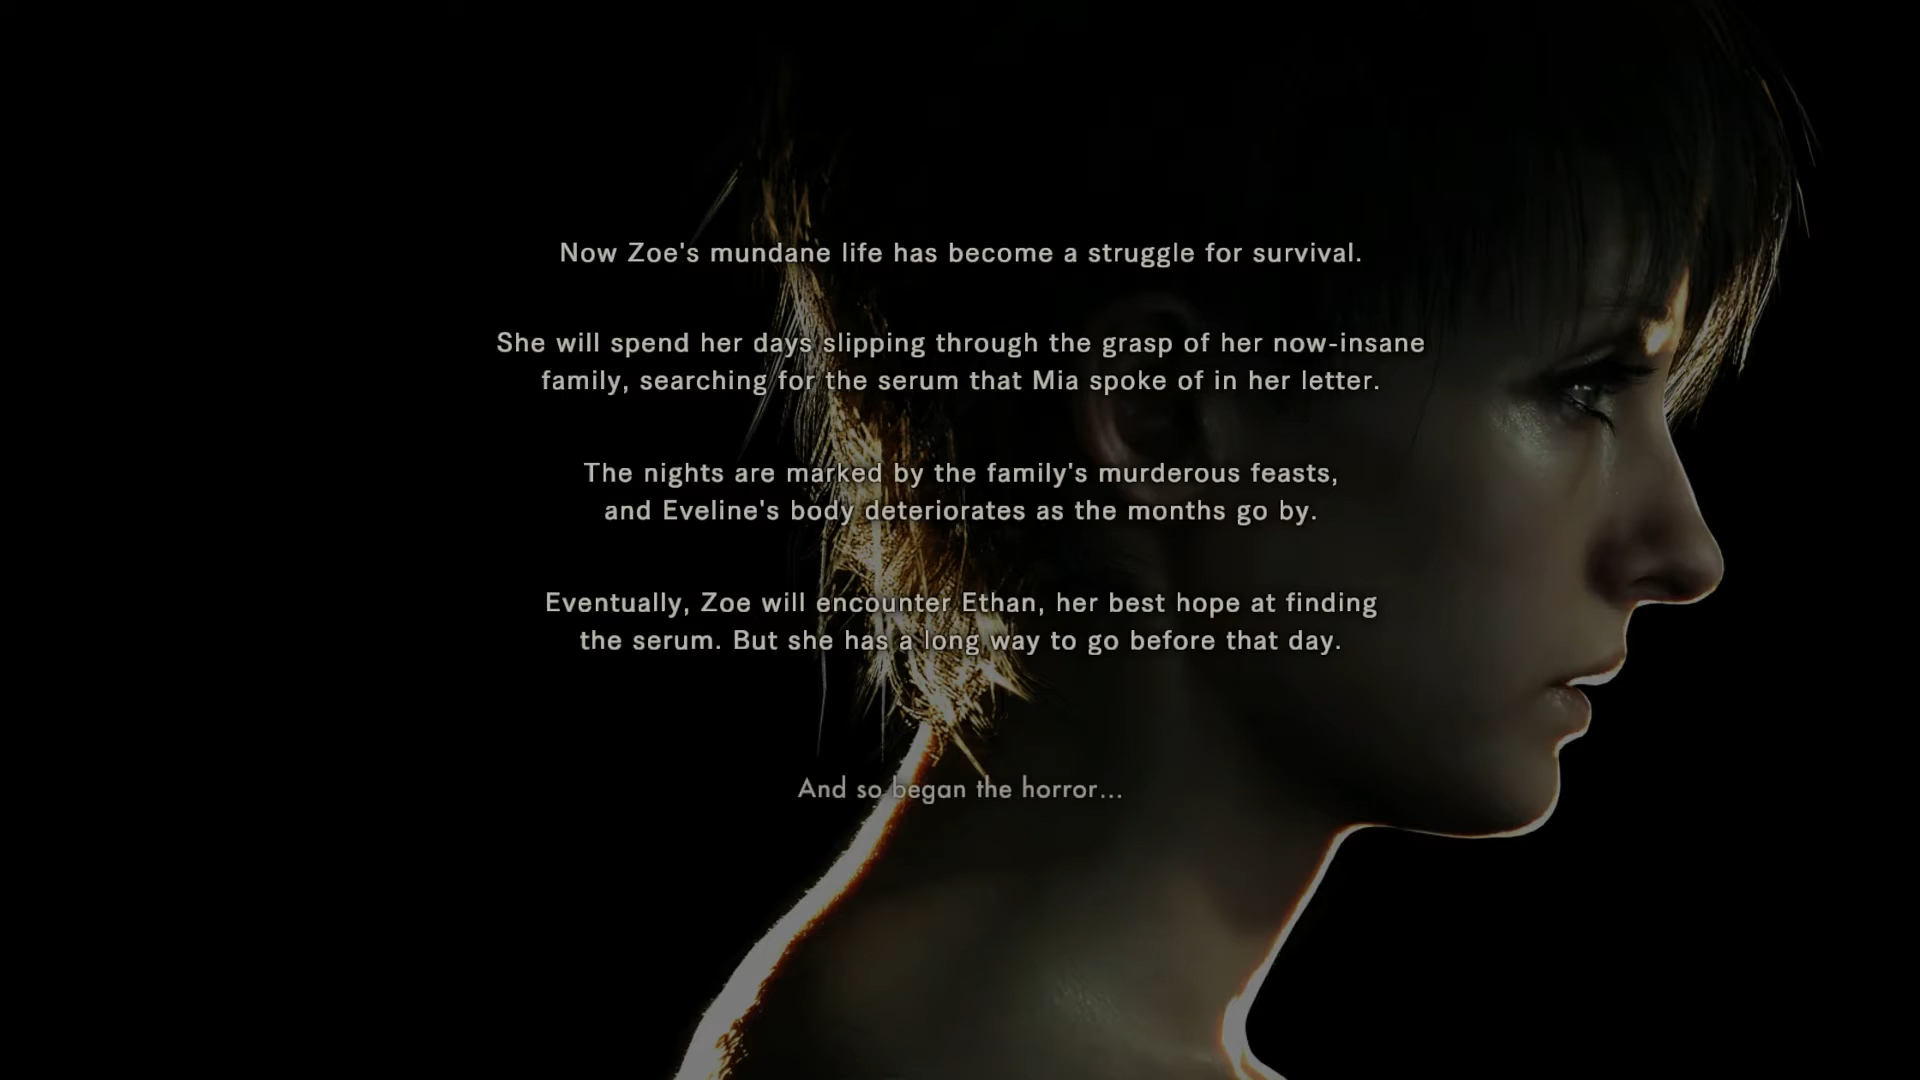 Now Zoe's mundane life has become a struggle for survival.
She will spend her days slipping through the grasp of her now-insane
family, searching for the serum that Mia spoke of in her letter.
The nights are marked by the family's murderous feasts,
and Eveline's body deteriorates as the months go by.
Eventually, Zoe will encounter Ethan, her best hope at finding
the serum. But she has a long way to go before that day.
And so began the horror...